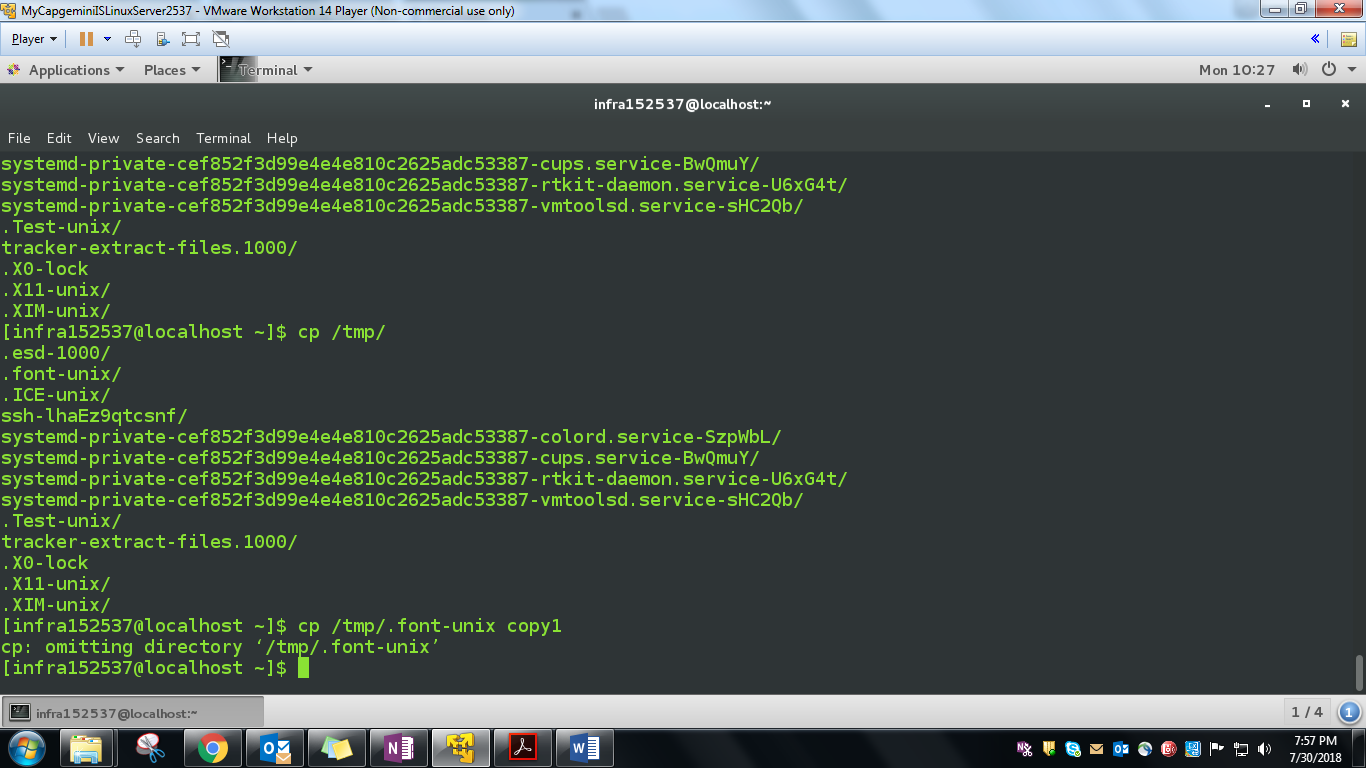 MyCapgeminiISLinuxServer2537 - VMware Workstation 14 Player (Non-commercial use only)
Player
Applications Places Terminal Mon 10:27
infra152537@localhost:~
File Edit View Search Terminal Help
systemd-private-cef852f3d99e4e4e810c2625adc53387-cups.service-BwQmuY/
systemd-private-cef852f3d99e4e4e810c2625adc53387-rtkit-daemon.service-U6xG4t/
systemd-private-cef852f3d99e4e4e810c2625adc53387-vmtoolsd.service-sHC2Qb/
.Test-unix/
tracker-extract-files.1000/
.X0-lock
.X11-unix/
.XIM-unix/
[infra152537@localhost ~]$ cp /tmp/
.esd-1000/
.font-unix/
.ICE-unix/
ssh-lhaEz9qtcsnf/
systemd-private-cef852f3d99e4e4e810c2625adc53387-colord.service-SzpWbL/
systemd-private-cef852f3d99e4e4e810c2625adc53387-cups.service-BwQmuY/
systemd-private-cef852f3d99e4e4e810c2625adc53387-rtkit-daemon.service-U6xG4t/
systemd-private-cef852f3d99e4e4e810c2625adc53387-vmtoolsd.service-sHC2Qb/
.Test-unix/
tracker-extract-files.1000/
.X0-lock
.X11-unix/
.XIM-unix/
[infra152537@localhost ~]$ cp /tmp/.font-unix copy1
cp: omitting directory ‘/tmp/.font-unix’
[infra152537@localhost ~]$
infra152537@localhost:~ 1 / 4 1
7:57 PM
7/30/2018